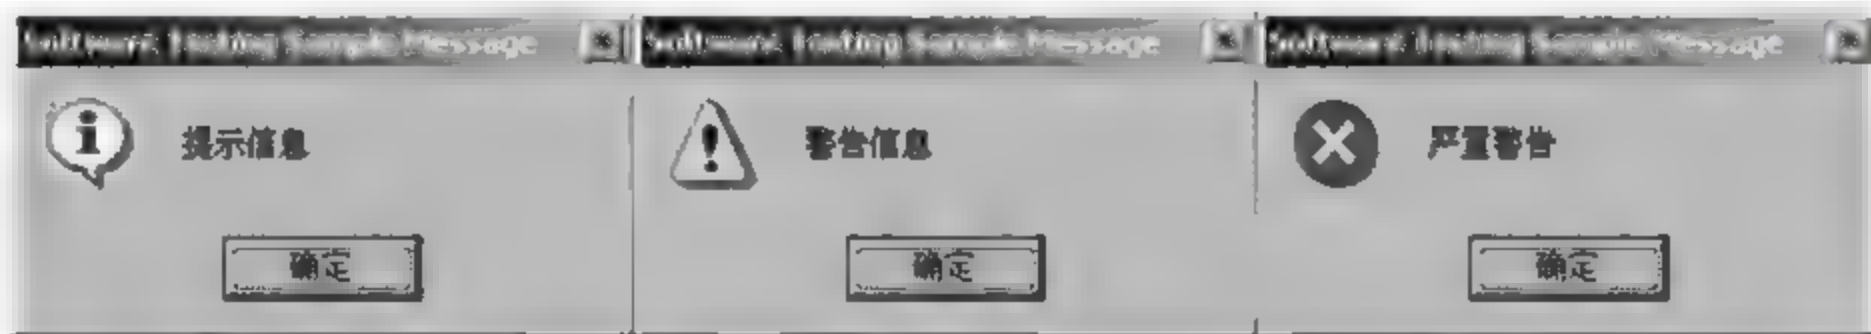 Software Testing Sample Message
提示信息
确定
Software Testing Sample Message
警告信息
确定
Software Testing Sample Message
严重警告
确定